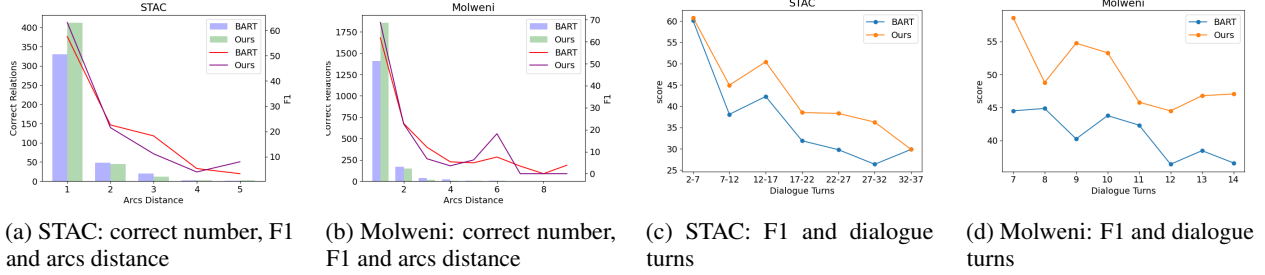 STAC
400
350
300
250
200
150
100
50
0
Correct Relations
1 2 3 4 5
Arcs Distance
60
50
40
30
20
10
F1
BART
Ours
BART
Ours
(a) STAC: correct number, F1
and arcs distance
Molweni
1750
1500
1250
1000
750
500
250
0
Correct Relations
2 4 6 8
Arcs Distance
70
60
50
40
30
20
10
0
F1
BART
Ours
BART
Ours
(b) Molweni: correct number,
F1 and arcs distance
STAC
60
55
50
45
40
35
30
25
score
2-7 7-12 12-17 17-22 22-27 27-32 32-37
Dialogue Turns
BART
Ours
(c) STAC: F1 and dialogue
turns
Molweni
55
50
45
40
score
7 8 9 10 11 12 13 14
Dialogue Turns
BART
Ours
(d) Molweni: F1 and dialogue
turns